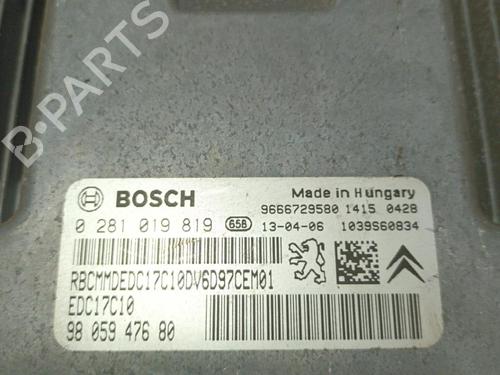 BOSCH
Made in Hungary
0 281 019 819 658
9666729580 1415 0428
13-04-06 1039S60834
RBCMMDEDC17C10DV6D97CEM01
EDC17C10
98 059 476 80
B-PARTS